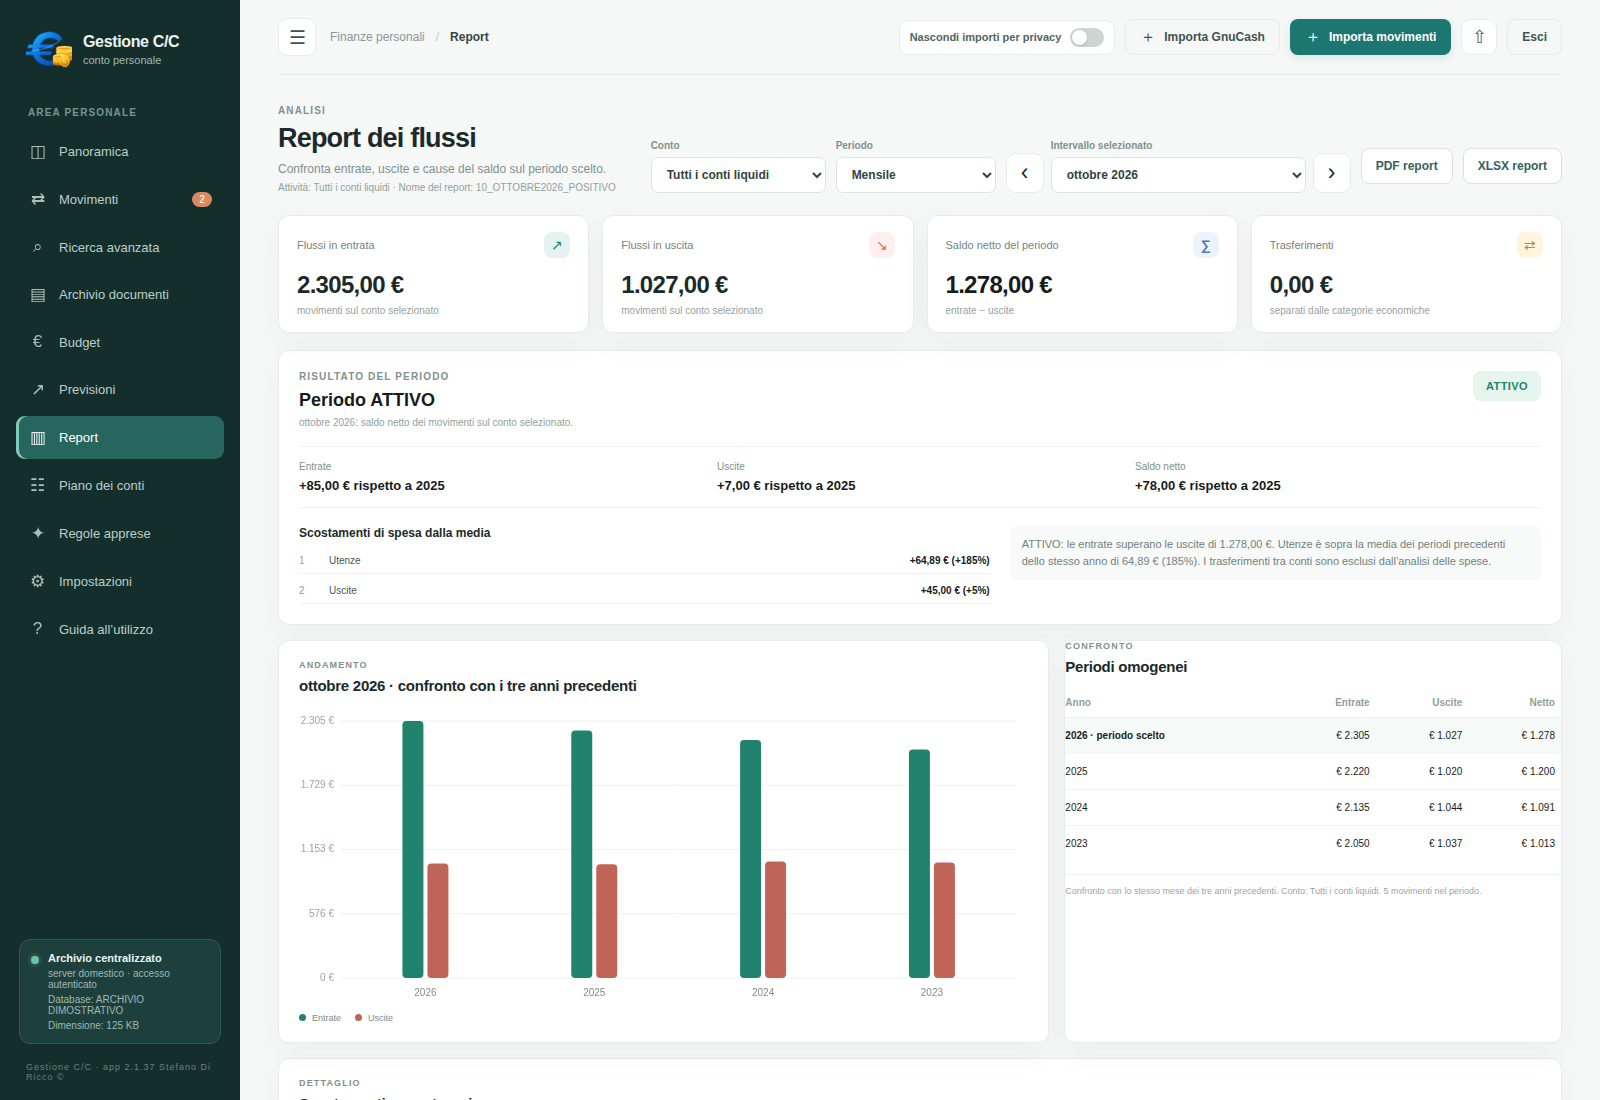 Gestione C/C
conto personale
AREA PERSONALE
Panoramica
Movimenti 2
Ricerca avanzata
Archivio documenti
€ Budget
Previsioni
Report
Piano dei conti
Regole apprese
Impostazioni
? Guida all'utilizzo
Archivio centralizzato
server domestico · accesso
autenticato
Database: ARCHIVIO
DIMOSTRATIVO
Dimensione: 125 KB
Gestione C/C · app 2.1.37 Stefano Di
Ricco ©
Finanze personali / Report
Nascondi importi per privacy
+ Importa GnuCash
+ Importa movimenti
Esci
ANALISI
Report dei flussi
Confronta entrate, uscite e cause del saldo sul periodo scelto.
Attività: Tutti i conti liquidi · Nome del report: 10_OTTOBRE2026_POSITIVO
Conto
Tutti i conti liquidi
Periodo
Mensile
‹
Intervallo selezionato
ottobre 2026
›
PDF report
XLSX report
Flussi in entrata ↗
2.305,00 €
movimenti sul conto selezionato
Flussi in uscita ↘
1.027,00 €
movimenti sul conto selezionato
Saldo netto del periodo ∑
1.278,00 €
entrate − uscite
Trasferimenti ⇄
0,00 €
separati dalle categorie economiche
RISULTATO DEL PERIODO
Periodo ATTIVO
ottobre 2026: saldo netto dei movimenti sul conto selezionato.
ATTIVO
Entrate
+85,00 € rispetto a 2025
Uscite
+7,00 € rispetto a 2025
Saldo netto
+78,00 € rispetto a 2025
Scostamenti di spesa dalla media
1 Utenze +64,89 € (+185%)
2 Uscite +45,00 € (+5%)
ATTIVO: le entrate superano le uscite di 1.278,00 €. Utenze è sopra la media dei periodi precedenti
dello stesso anno di 64,89 € (185%). I trasferimenti tra conti sono esclusi dall'analisi delle spese.
ANDAMENTO
ottobre 2026 · confronto con i tre anni precedenti
2.305 €
1.729 €
1.153 €
576 €
0 €
2026 2025 2024 2023
Entrate Uscite
CONFRONTO
Periodi omogenei
Anno Entrate Uscite Netto
2026 · periodo scelto € 2.305 € 1.027 € 1.278
2025 € 2.220 € 1.020 € 1.200
2024 € 2.135 € 1.044 € 1.091
2023 € 2.050 € 1.037 € 1.013
Confronto con lo stesso mese dei tre anni precedenti. Conto: Tutti i conti liquidi. 5 movimenti nel periodo.
DETTAGLIO